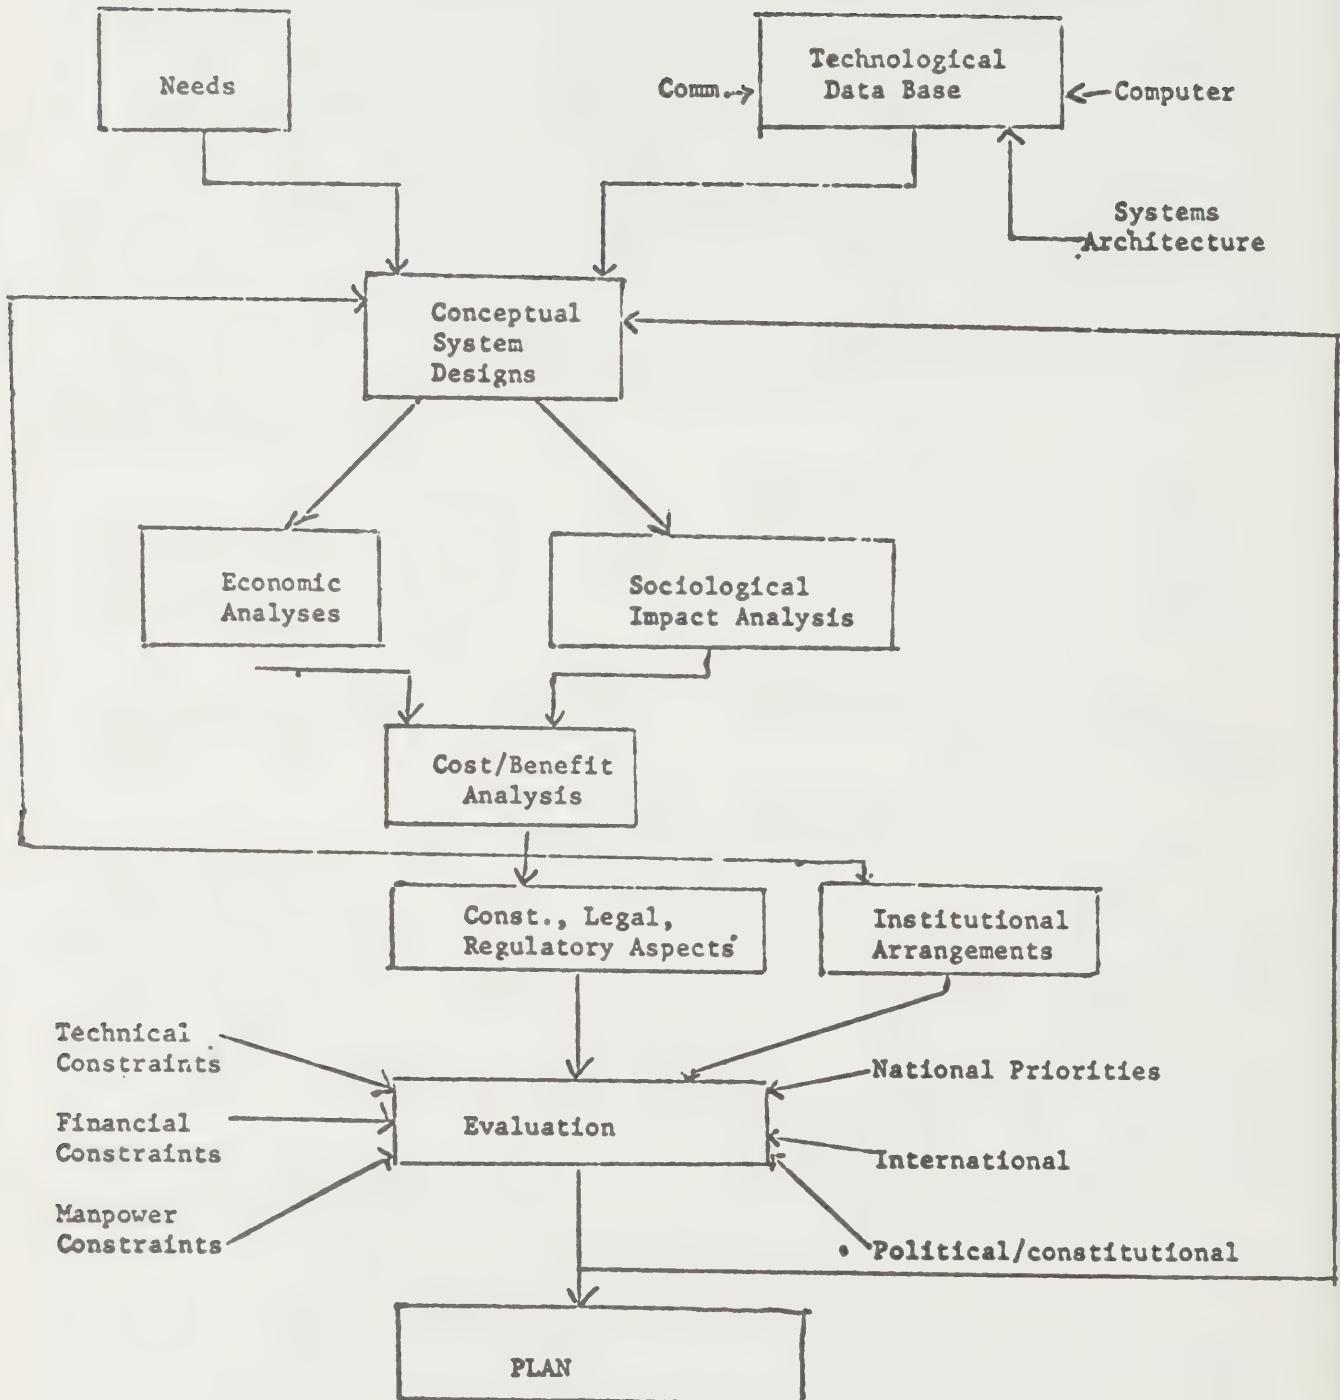 Needs
Technological
Data Base
Comm.
Computer
Systems
Architecture
Conceptual
System
Designs
Economic
Analyses
Sociological
Impact Analysis
Cost/Benefit
Analysis
Const., Legal,
Regulatory Aspects
Institutional
Arrangements
Technical
Constraints
National Priorities
Financial
Constraints
Evaluation
International
Manpower
Constraints
Political/constitutional
PLAN